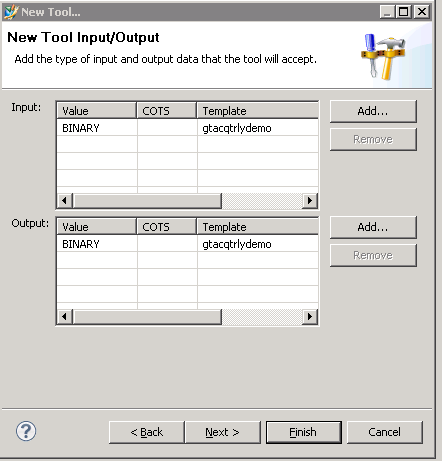 New Tool...
New Tool Input/Output
Add the type of input and output data that the tool will accept.
Input:
Value COTS Template
BINARY gtacqtrlydemo
Add...
Remove
Output:
Value COTS Template
BINARY gtacqtrlydemo
Add...
Remove
? < Back Next > Finish Cancel